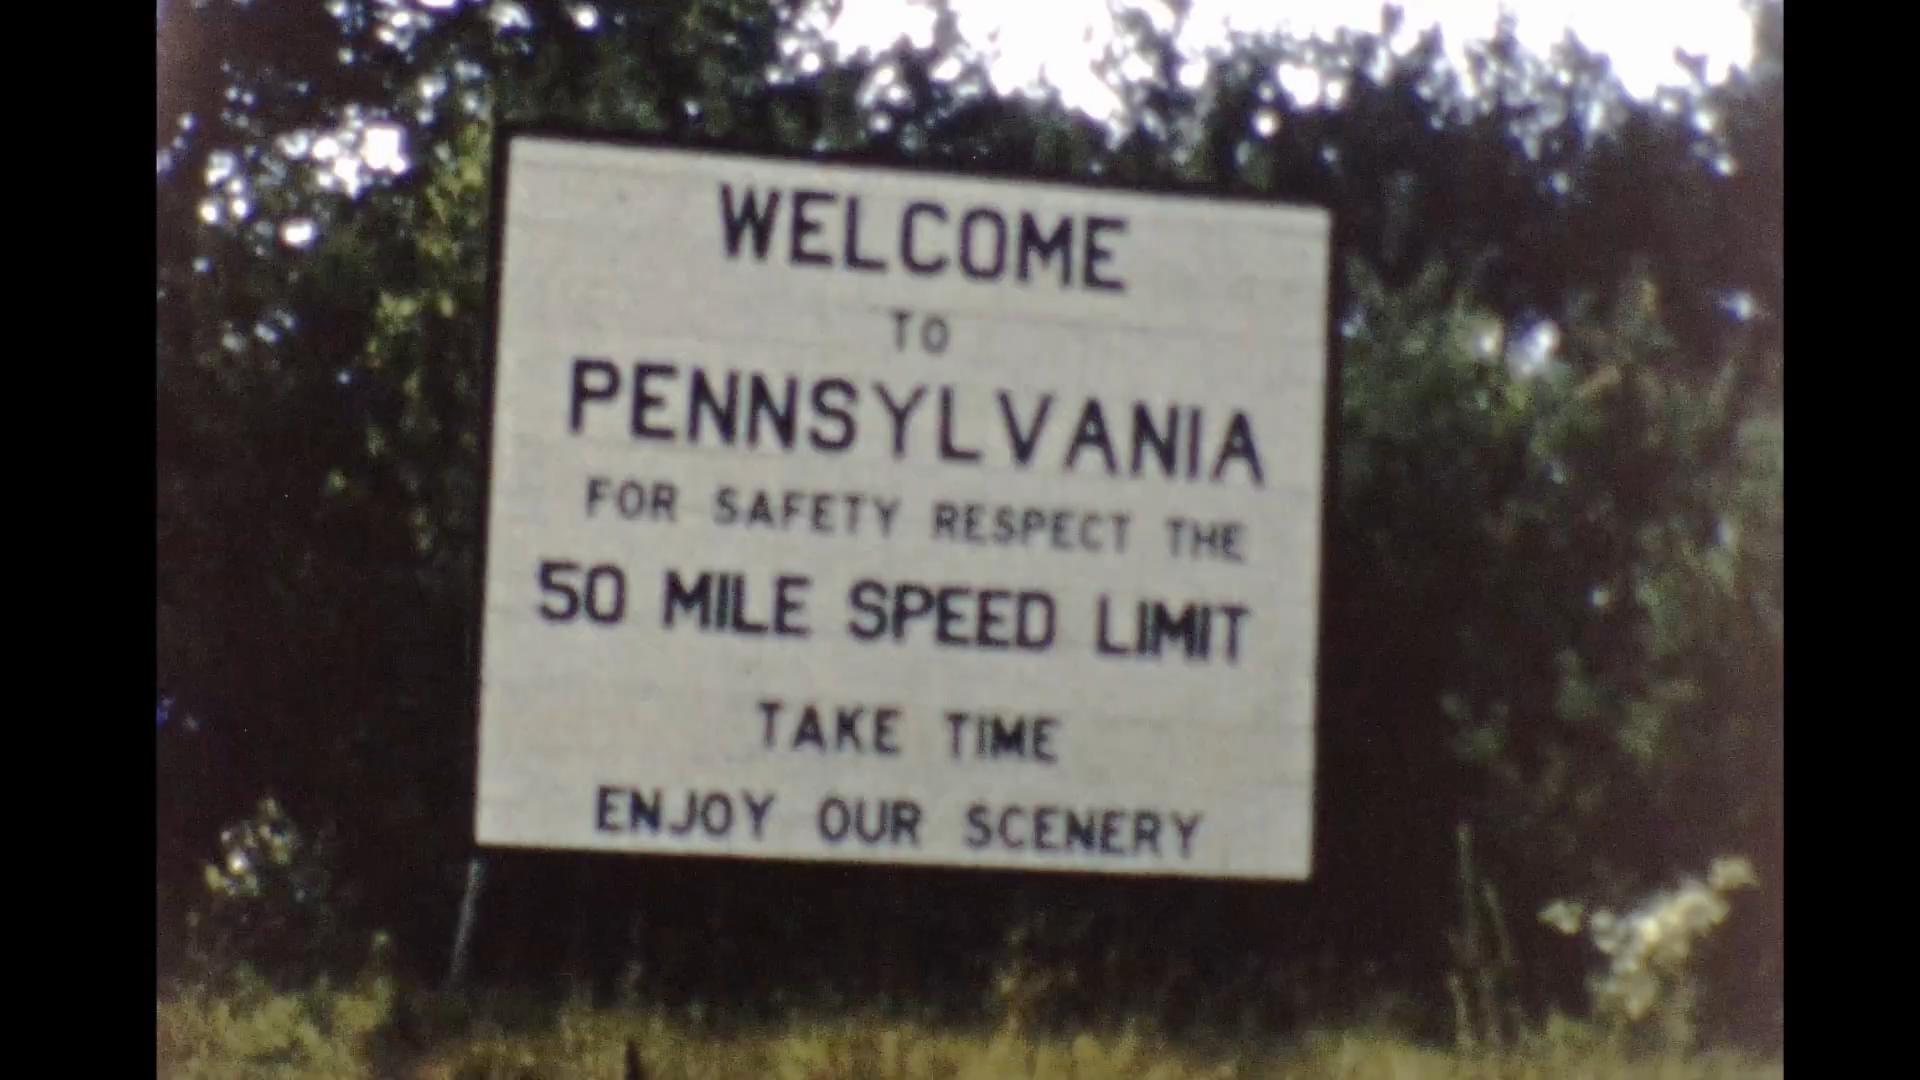 WELCOME
TO
PENNSYLVANIA
FOR SAFETY RESPECT THE
50 MILE SPEED LIMIT
TAKE TIME
ENJOY OUR SCENERY